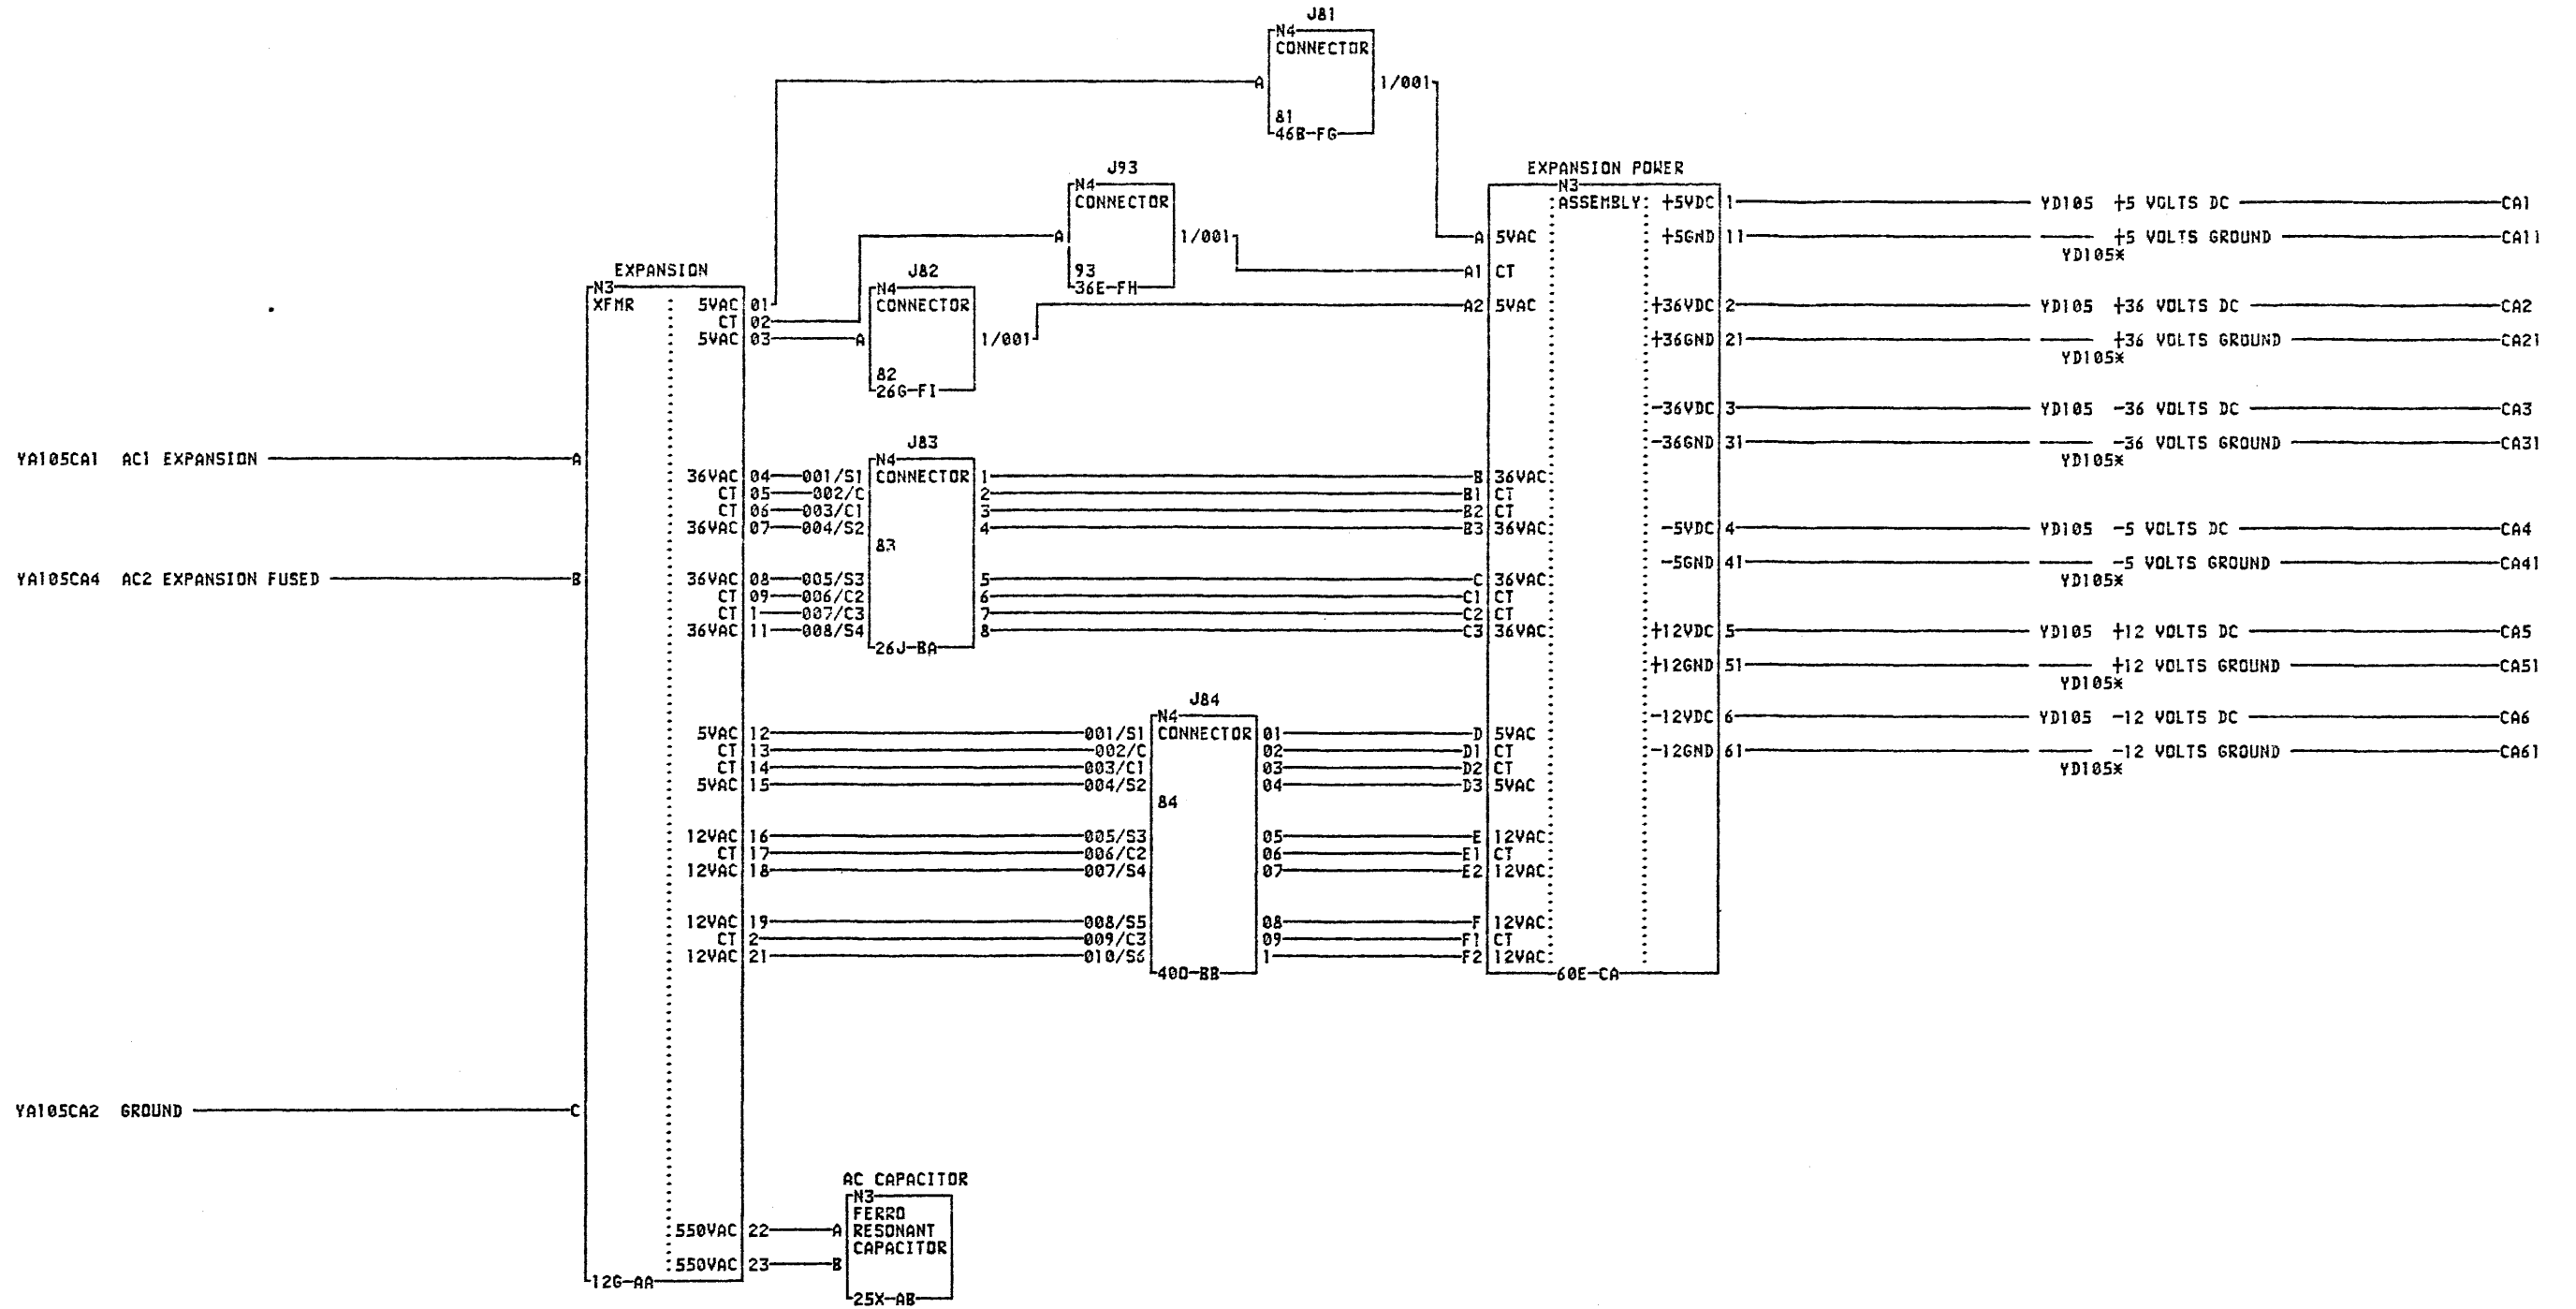 J81
N4
CONNECTOR
A
1/001
81
46B-FG
J93
N4
CONNECTOR
A
1/001
93
36E-FH
J82
N4
CONNECTOR
A
1/001
82
26G-FI
EXPANSION
N3
XFMR
5VAC 01
CT 02
5VAC 03
YA105CA1 AC1 EXPANSION A
YA105CA4 AC2 EXPANSION FUSED B
YA105CA2 GROUND C
36VAC 04 001/S1
CT 05 002/C
CT 06 003/C1
36VAC 07 004/S2
36VAC 08 005/S3
CT 09 006/C2
CT 1 007/C3
36VAC 11 008/S4
J83
N4
CONNECTOR
83
26J-BA
1
2
3
4
5
6
7
8
5VAC 12 001/S1
CT 13 002/C
CT 14 003/C1
5VAC 15 004/S2
12VAC 16 005/S3
CT 17 006/C2
12VAC 18 007/S4
12VAC 19 008/S5
CT 2 009/C3
12VAC 21 010/S6
J84
N4
CONNECTOR
84
40D-BB
01
02
03
04
05
06
07
08
09
1
550VAC 22 A
550VAC 23 B
12G-AA
AC CAPACITOR
N3
FERRO
RESONANT
CAPACITOR
25X-AB
EXPANSION POWER
N3
ASSEMBLY
A 5VAC
A1 CT
A2 5VAC
B 36VAC
B1 CT
B2 CT
B3 36VAC
C 36VAC
C1 CT
C2 CT
C3 36VAC
D 5VAC
D1 CT
D2 CT
D3 5VAC
E 12VAC
E1 CT
E2 12VAC
F 12VAC
F1 CT
F2 12VAC
60E-CA
+5VDC 1 YD105 +5 VOLTS DC CA1
+5GND 11 +5 VOLTS GROUND CA11
YD105*
+36VDC 2 YD105 +36 VOLTS DC CA2
+36GND 21 +36 VOLTS GROUND CA21
YD105*
-36VDC 3 YD105 -36 VOLTS DC CA3
-36GND 31 -36 VOLTS GROUND CA31
YD105*
-5VDC 4 YD105 -5 VOLTS DC CA4
-5GND 41 -5 VOLTS GROUND CA41
YD105*
+12VDC 5 YD105 +12 VOLTS DC CA5
+12GND 51 +12 VOLTS GROUND CA51
YD105*
-12VDC 6 YD105 -12 VOLTS DC CA6
-12GND 61 -12 VOLTS GROUND CA61
YD105*